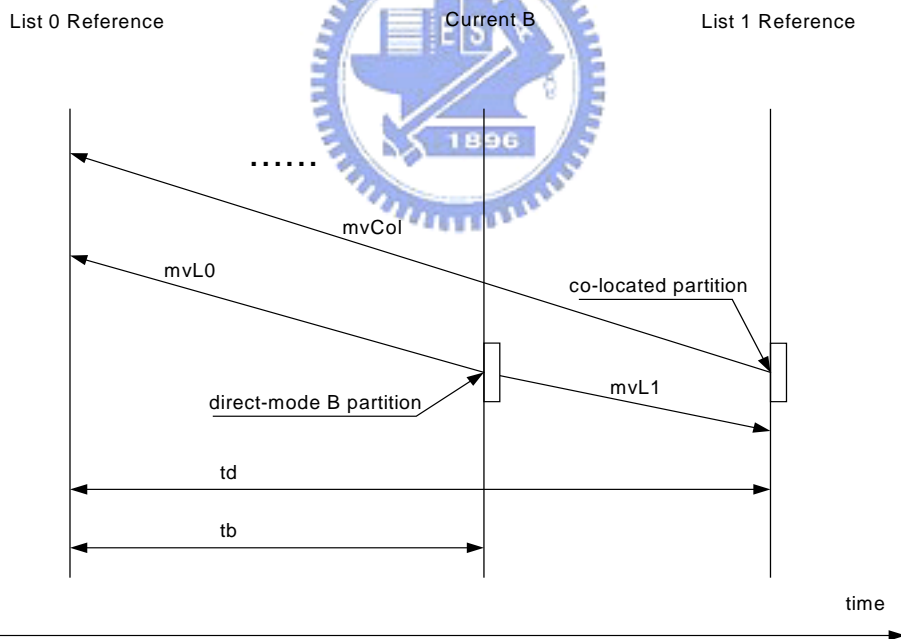 List 0 Reference
Current B
List 1 Reference
E S
1896
......
mvCol
mvL0
co-located partition
mvL1
direct-mode B partition
td
tb
time